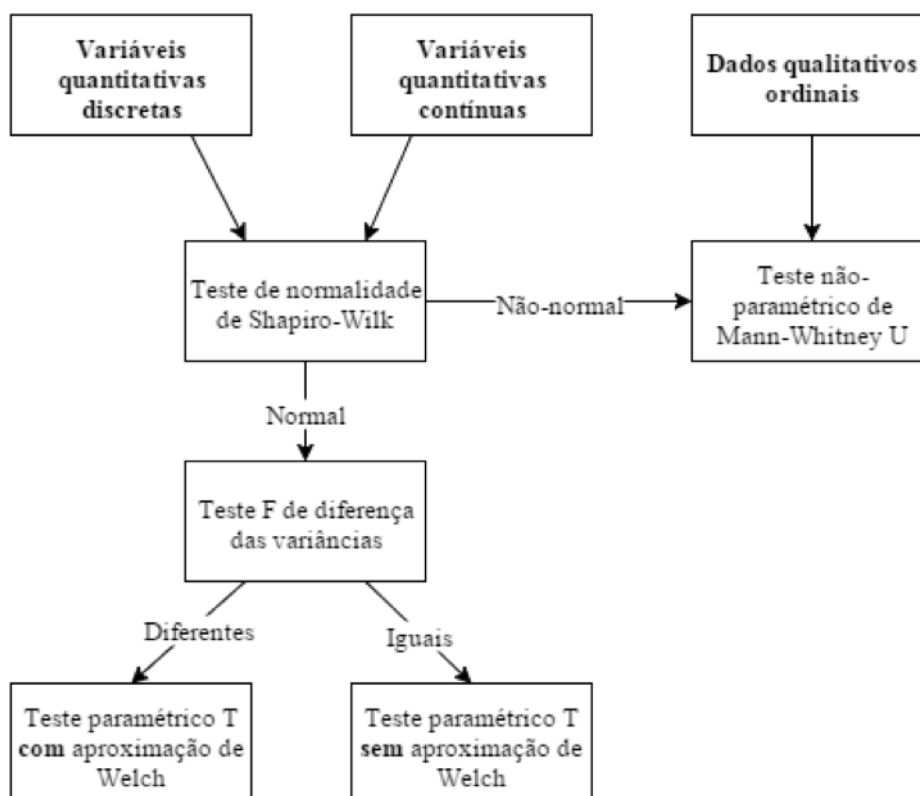 Variáveis
quantitativas
discretas
Variáveis
quantitativas
contínuas
Dados qualitativos
ordinais
Teste de normalidade
de Shapiro-Wilk
Não-normal
Teste não-
paramétrico de
Mann-Whitney U
Normal
Teste F de diferença
das variâncias
Diferentes
Iguais
Teste paramétrico T
com aproximação de
Welch
Teste paramétrico T
sem aproximação de
Welch